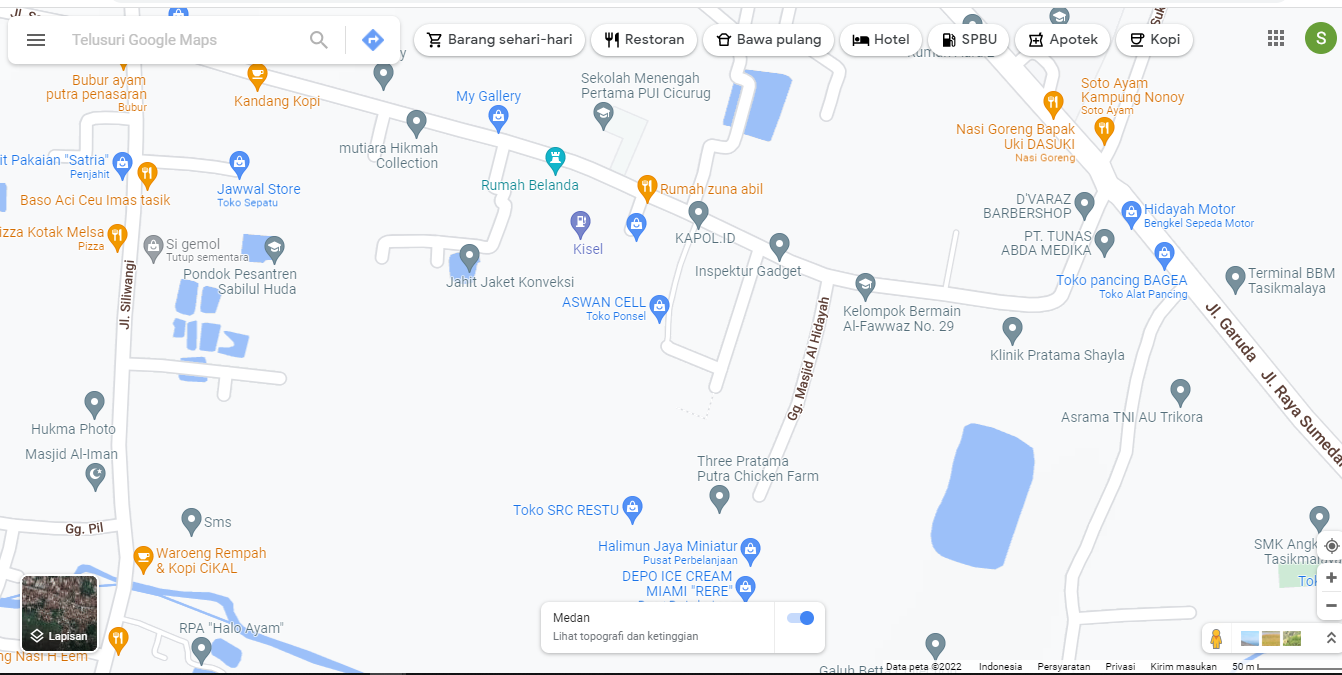 Telusuri Google Maps
Barang sehari-hari
Restoran
Bawa pulang
Hotel
SPBU
Apotek
Kopi
S
Bubur ayam
putra penasaran
Bubur
Kandang Kopi
My Gallery
Sekolah Menengah
Pertama PUI Cicurug
Soto Ayam
Kampung Nonoy
Soto Ayam
Nasi Goreng Bapak
Uki DASUKI
Nasi Goreng
mutiara Hikmah
Collection
it Pakaian "Satria"
Penjahit
Rumah Belanda
Rumah zuna abil
Jawwal Store
Toko Sepatu
Baso Aci Ceu Imas tasik
D'VARAZ
BARBERSHOP
Hidayah Motor
Bengkel Sepeda Motor
izza Kotak Melsa
Pizza
Si gemol
Tutup sementara
Kisel
KAPOL.ID
PT. TUNAS
ABDA MEDIKA
Pondok Pesantren
Sabilul Huda
Jahit Jaket Konveksi
Inspektur Gadget
Toko pancing BAGEA
Toko Alat Pancing
Terminal BBM
Tasikmalaya
Jl. Siliwangi
ASWAN CELL
Toko Ponsel
Kelompok Bermain
Al-Fawwaz No. 29
Jl. Garuda
Klinik Pratama Shayla
Gg. Masjid Al Hidayah
Jl. Raya Sumedan
Asrama TNI AU Trikora
Hukma Photo
Masjid Al-Iman
Three Pratama
Putra Chicken Farm
Gg. Pil
Sms
Toko SRC RESTU
Waroeng Rempah
& Kopi CiKAL
Halimun Jaya Miniatur
Pusat Perbelanjaan
SMK Angk
Tasikmalaya
DEPO ICE CREAM
MIAMI "RERE"
Tok
Lapisan
Medan
Lihat topografi dan ketinggian
RPA "Halo Ayam"
ng Nasi H Eem
Galuh Bett
Data peta ©2022
Indonesia
Persyaratan
Privasi
Kirim masukan
50 m